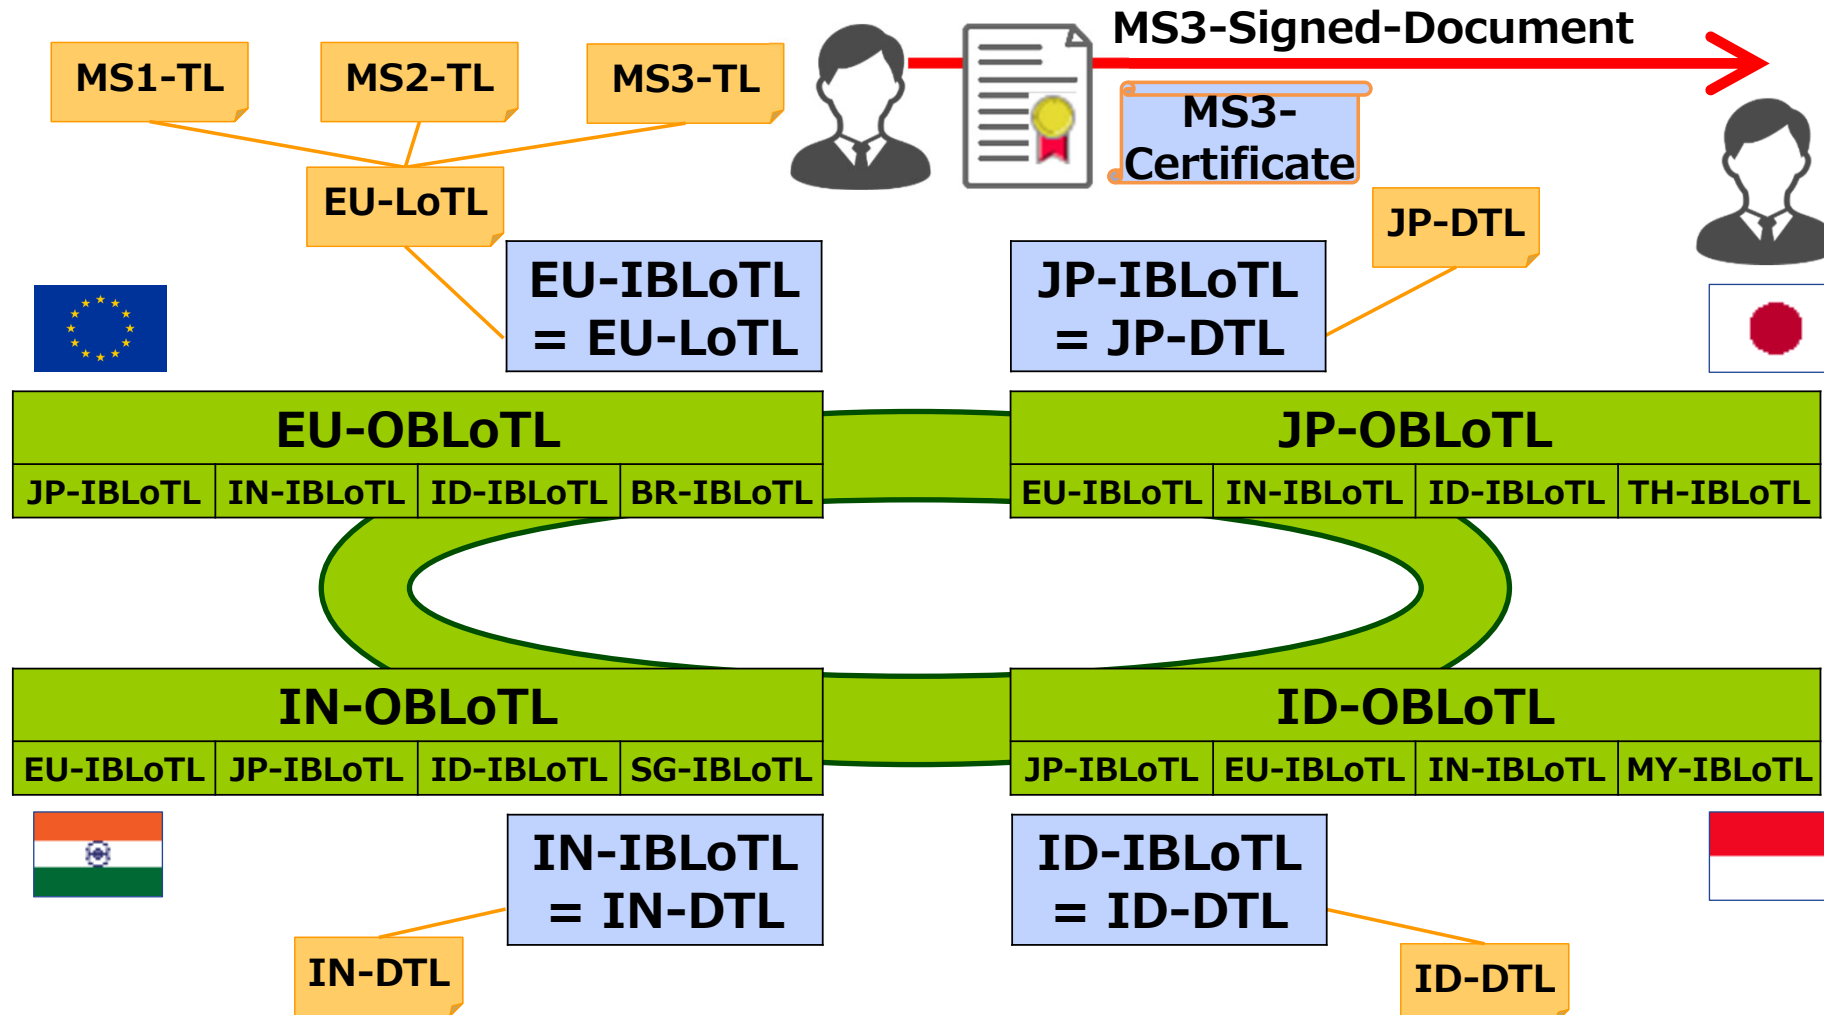 MS3-Signed-Document
MS1-TL
MS2-TL
MS3-TL
MS3-
Certificate
EU-LoTL
JP-DTL
EU-IBLoTL
= EU-LoTL
JP-IBLoTL
= JP-DTL
EU-OBLoTL
JP-IBLoTL IN-IBLoTL ID-IBLoTL BR-IBLoTL
JP-OBLoTL
EU-IBLoTL IN-IBLoTL ID-IBLoTL TH-IBLoTL
IN-OBLoTL
EU-IBLoTL JP-IBLoTL ID-IBLoTL SG-IBLoTL
ID-OBLoTL
JP-IBLoTL EU-IBLoTL IN-IBLoTL MY-IBLoTL
IN-IBLoTL
= IN-DTL
ID-IBLoTL
= ID-DTL
IN-DTL
ID-DTL